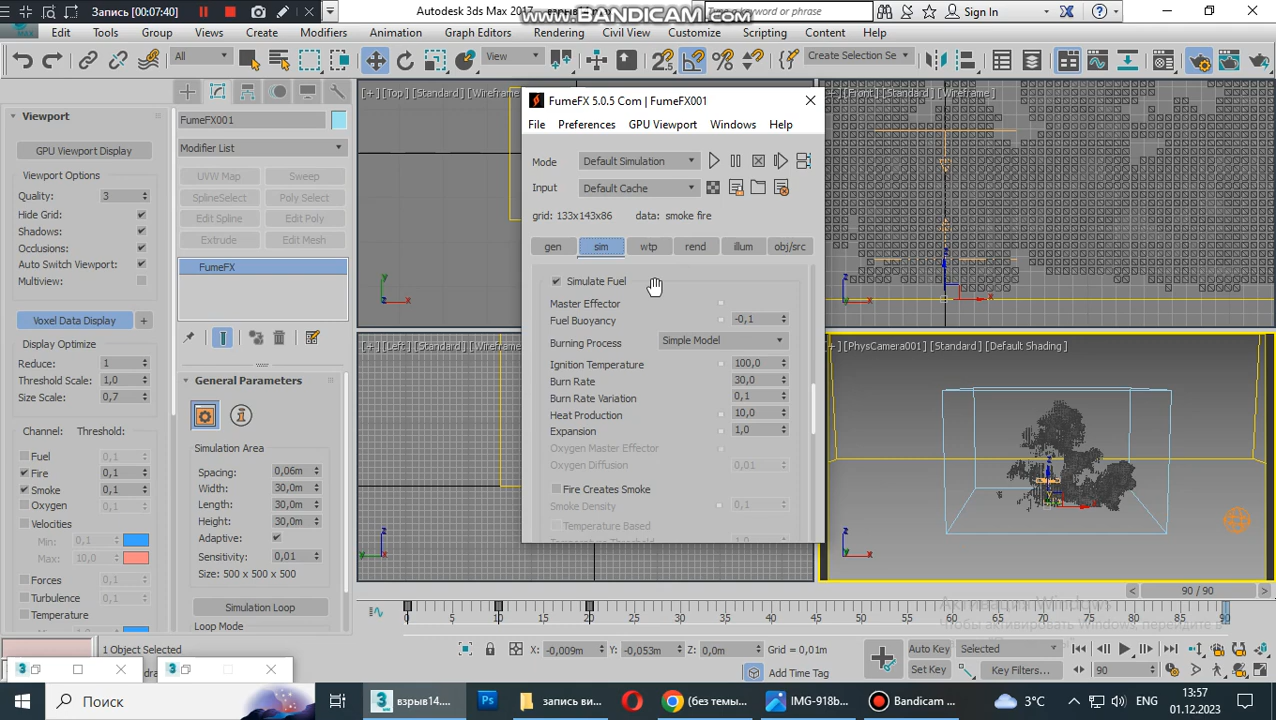 Запись [00:07:40]
Autodesk 3ds Max 2017 взрыв14.max
www.BANDICAM.com
or phrase
Sign In
Edit Tools Group Views Create Modifiers Animation Graph Editors Rendering Civil View Customize Scripting Content Help
All
View
Create Selection Se
FumeFX001
Modifier List
UVW Map Sweep
SplineSelect Poly Select
Edit Spline Edit Poly
Extrude Edit Mesh
FumeFX
Viewport
GPU Viewport Display
Viewport Options
Quality: 3
Hide Grid:
Shadows:
Occlusions:
Auto Switch Viewport:
Multiview:
Voxel Data Display +
Display Optimize
Reduce: 1
Threshold Scale: 1,0
Size Scale: 0,7
Channel: Threshold:
Fuel 0,1
Fire 0,1
Smoke 0,1
Oxygen 0,1
Velocities
Min: 0,1
Max: 10,0
Forces 0,1
Turbulence 0,1
Temperature 0,1
General Parameters
Simulation Area
Spacing: 0,06m
Width: 30,0m
Length: 30,0m
Height: 30,0m
Adaptive:
Sensitivity: 0,01
Size: 500 x 500 x 500
Simulation Loop
Loop Mode
[+] [Top] [Standard] [Wireframe]
[Front] [Standard] [Wireframe]
[+] [Left] [Standard] [Wireframe
[+] [PhysCamera001] [Standard] [Default Shading]
FumeFX 5.0.5 Com | FumeFX001
File Preferences GPU Viewport Windows Help
Mode Default Simulation
Input Default Cache
grid: 133x143x86 data: smoke fire
gen sim wtp rend illum obj/src
Simulate Fuel
Master Effector
Fuel Buoyancy -0,1
Burning Process Simple Model
Ignition Temperature 100,0
Burn Rate 30,0
Burn Rate Variation 0,1
Heat Production 10,0
Expansion 1,0
Oxygen Master Effector
Oxygen Diffusion 0,01
Fire Creates Smoke
Smoke Density 0,1
Temperature Based
90 / 90
Активация Windows
Чтобы активировать Windows, перейдите в
0 5 10 15 20 25 30 35 40 45 50 55 60 65 70 75 80 85 90
1 Object Selected
X: -0,009m Y: -0,053m Z: 0,0m Grid = 0,01m
Add Time Tag
Auto Key Selected
Set Key Key Filters...
90
Поиск
взрыв14....
запись ви...
(без темы...
IMG-918b...
Bandicam ...
3°C
ENG
13:57
01.12.2023